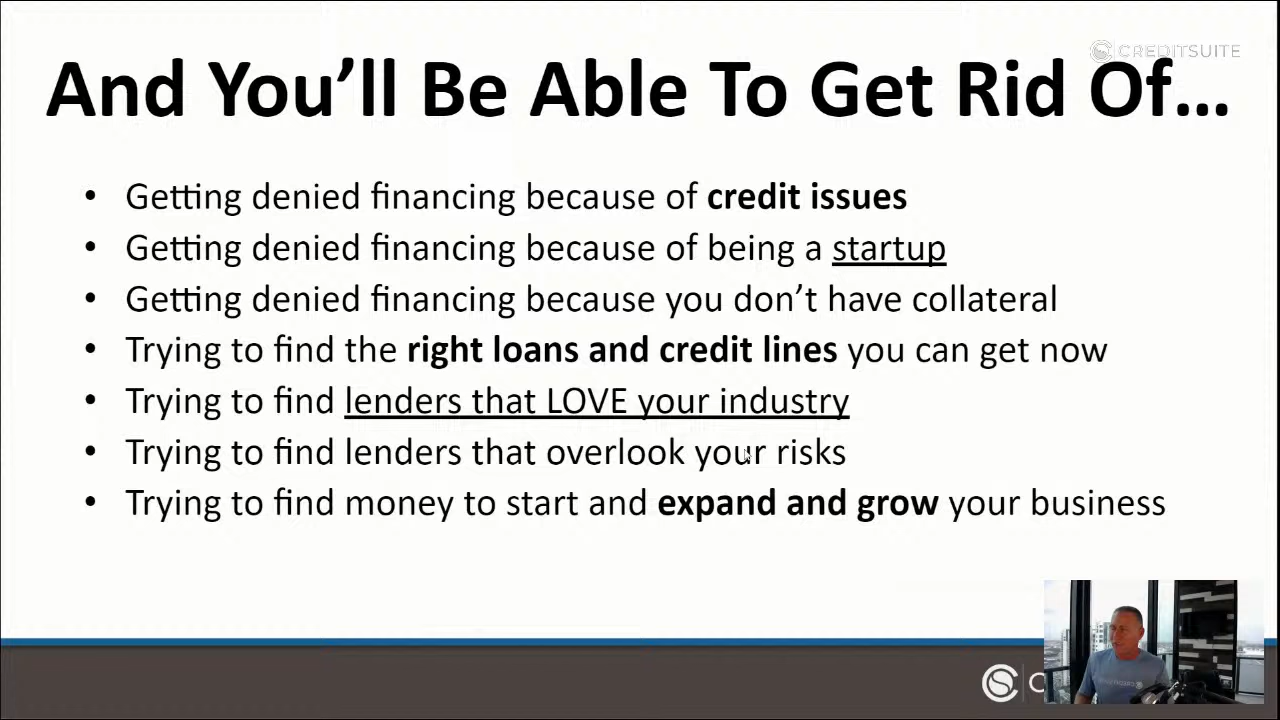 CREDITSUITE
And You’ll Be Able To Get Rid Of...
• Getting denied financing because of credit issues
• Getting denied financing because of being a startup
• Getting denied financing because you don’t have collateral
• Trying to find the right loans and credit lines you can get now
• Trying to find lenders that LOVE your industry
• Trying to find lenders that overlook your risks
• Trying to find money to start and expand and grow your business